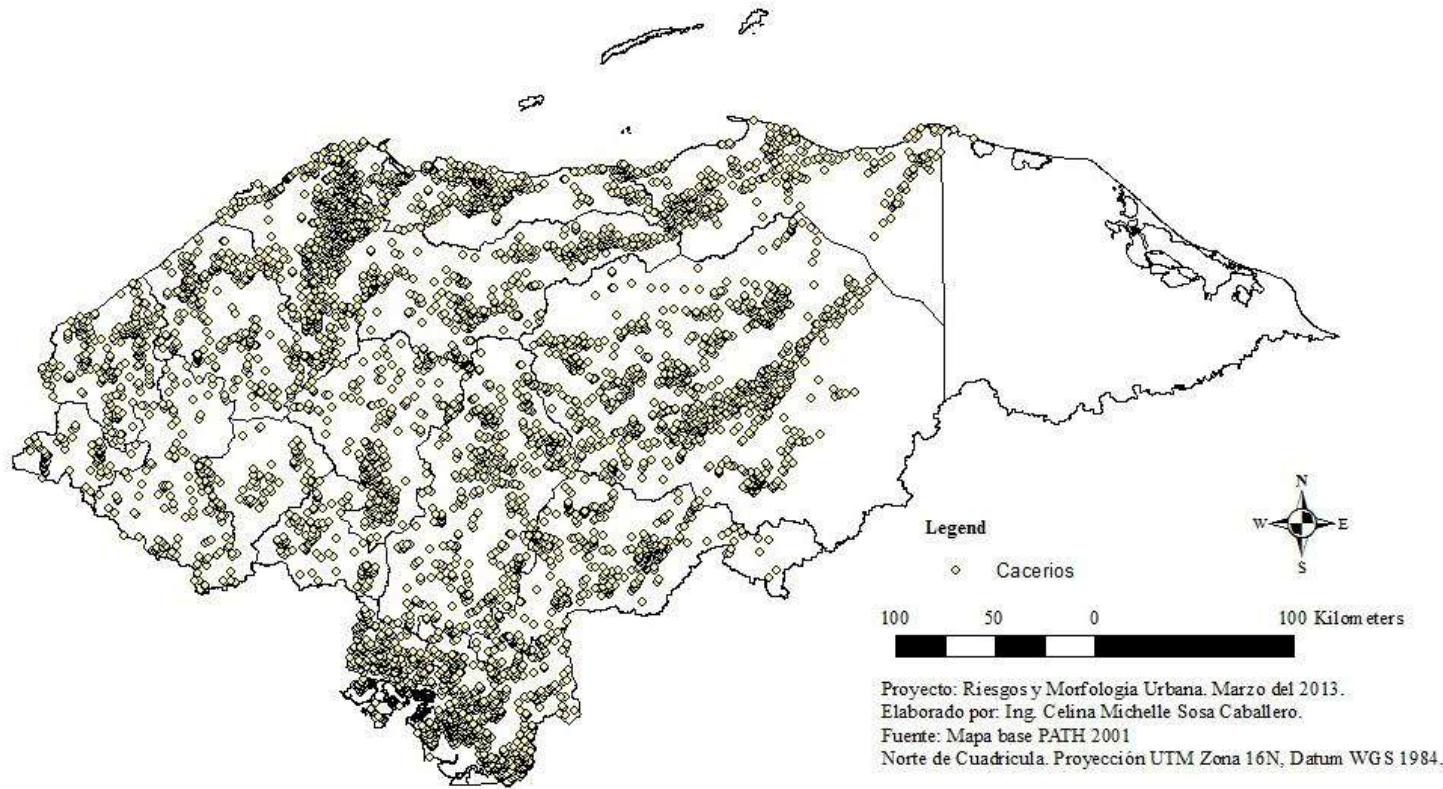 N
W E
S
Legend
Cacerios
100 50 0 100 Kilometers
Proyecto: Riesgos y Morfologia Urbana. Marzo del 2013.
Elaborado por: Ing. Celina Michelle Sosa Caballero.
Fuente: Mapa base PATH 2001
Norte de Cuadricula. Proyección UTM Zona 16N, Datum WGS 1984.